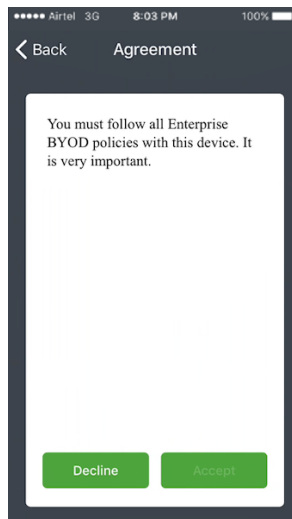 Airtel 3G 8:03 PM 100%
Back Agreement
You must follow all Enterprise
BYOD policies with this device. It
is very important.
Decline Accept